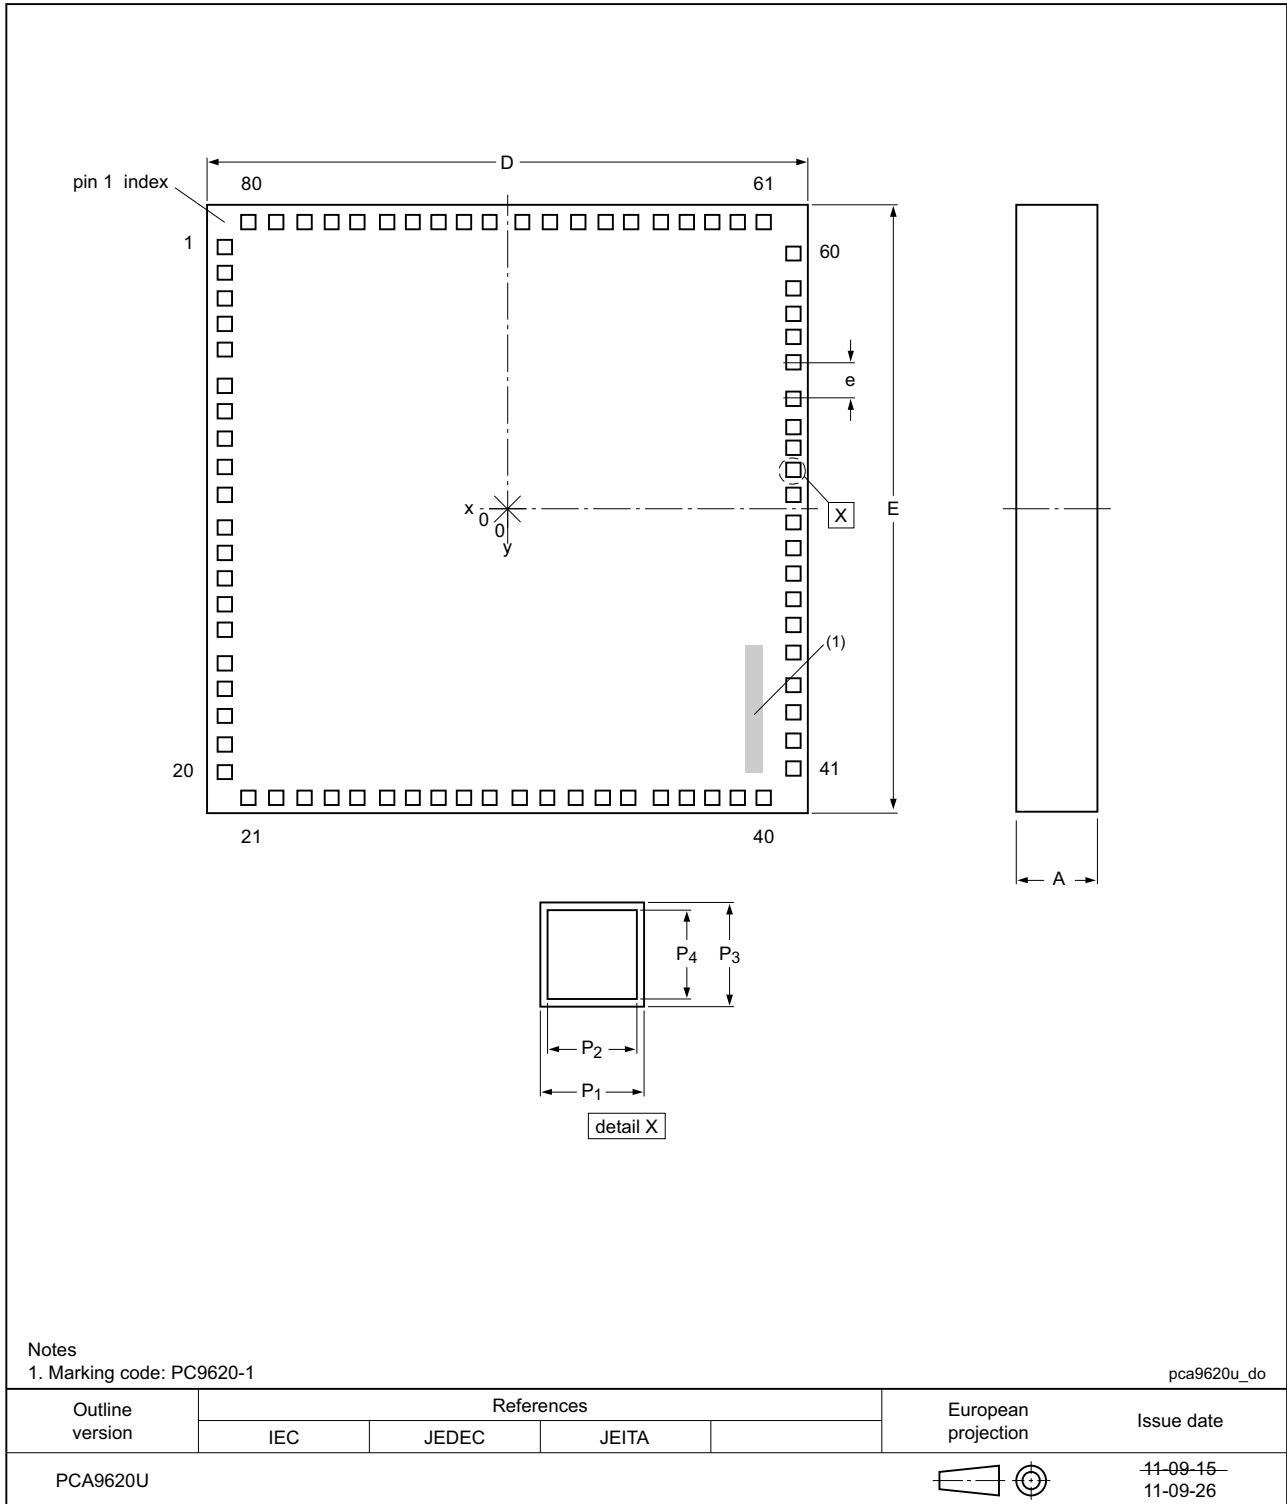 D
pin 1 index
80
61
1
60
e
x
0
0
y
X
E
(1)
20
41
21
40
A
P4
P3
P2
P1
detail X
Notes
1. Marking code: PC9620-1
pca9620u_do
Outline version
References
European projection
Issue date
IEC
JEDEC
JEITA
PCA9620U
11-09-15
11-09-26